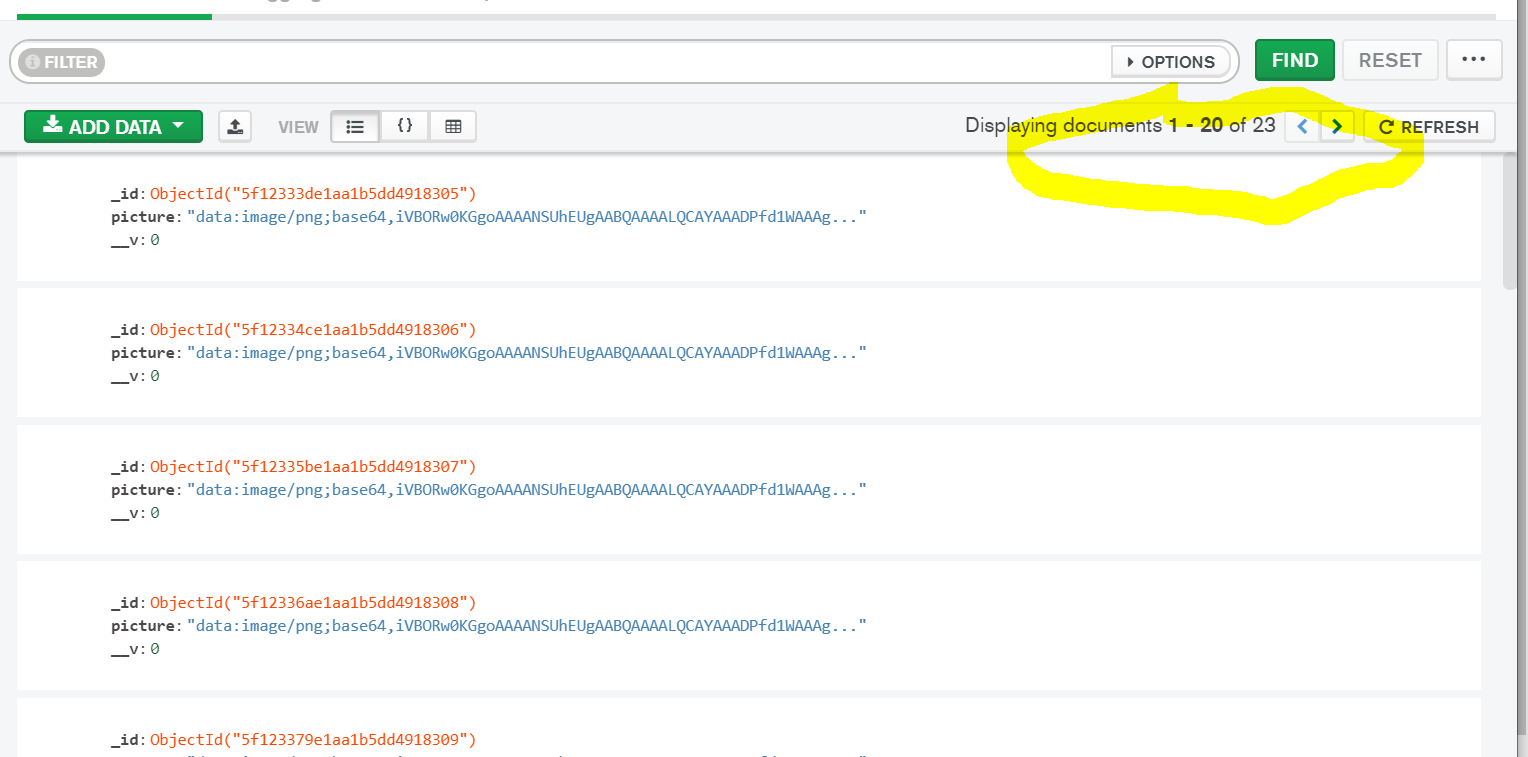 FILTER
OPTIONS
FIND
RESET
...
ADD DATA
VIEW
{}
Displaying documents 1 - 20 of 23
REFRESH
_id: ObjectId("5f12333de1aa1b5dd4918305")
picture: "data:image/png;base64,iVBORw0KGgoAAAANSUhEUgAABQAAAALQCAYAAADPfd1WAAAg..."
__v: 0
_id: ObjectId("5f12334ce1aa1b5dd4918306")
picture: "data:image/png;base64,iVBORw0KGgoAAAANSUhEUgAABQAAAALQCAYAAADPfd1WAAAg..."
__v: 0
_id: ObjectId("5f12335be1aa1b5dd4918307")
picture: "data:image/png;base64,iVBORw0KGgoAAAANSUhEUgAABQAAAALQCAYAAADPfd1WAAAg..."
__v: 0
_id: ObjectId("5f12336ae1aa1b5dd4918308")
picture: "data:image/png;base64,iVBORw0KGgoAAAANSUhEUgAABQAAAALQCAYAAADPfd1WAAAg..."
__v: 0
_id: ObjectId("5f123379e1aa1b5dd4918309")